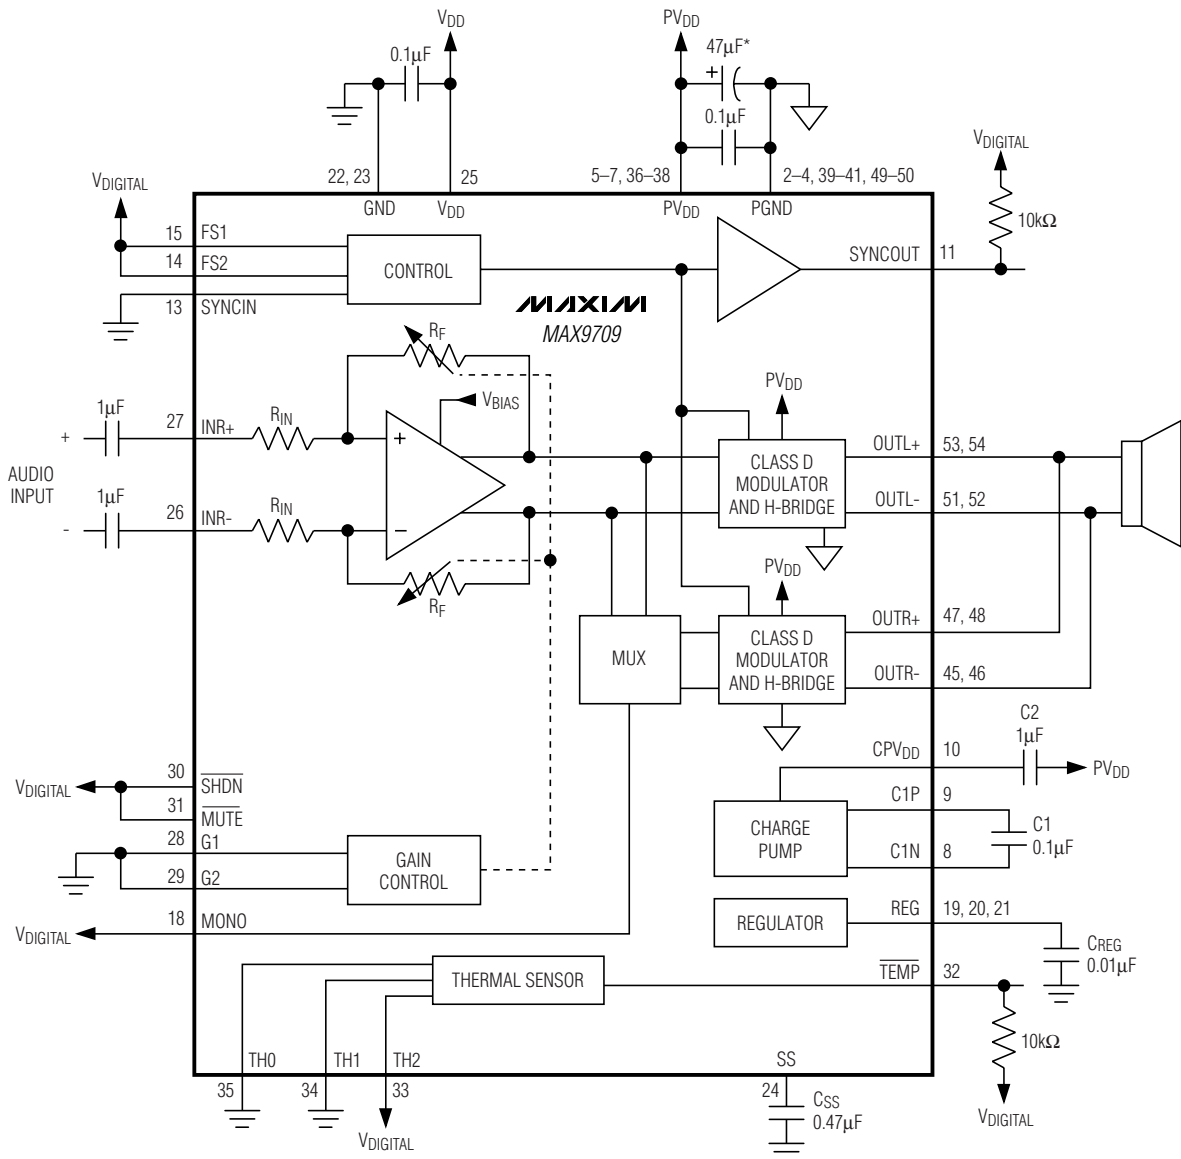 VDD
PVDD
0.1μF
47μF*
+
0.1μF
VDIGITAL
VDIGITAL
22, 23
25
5–7, 36–38
2–4, 39–41, 49–50
GND
VDD
PVDD
PGND
10kΩ
15
FS1
14
FS2
13
SYNCIN
CONTROL
SYNCOUT
11
MAXIM
MAX9709
RF
VBIAS
PVDD
1μF
27
INR+
RIN
+
+
AUDIO
INPUT
CLASS D
MODULATOR
AND H-BRIDGE
OUTL+
53, 54
OUTL-
51, 52
1μF
26
INR-
RIN
-
−
RF
PVDD
MUX
CLASS D
MODULATOR
AND H-BRIDGE
OUTR+
47, 48
OUTR-
45, 46
C2
1μF
CPVDD
10
PVDD
30
SHDN
VDIGITAL
31
MUTE
28
G1
29
G2
GAIN
CONTROL
CHARGE
PUMP
C1P
9
C1N
8
C1
0.1μF
18
MONO
VDIGITAL
REGULATOR
REG
19, 20, 21
CREG
0.01μF
THERMAL SENSOR
TEMP
32
10kΩ
VDIGITAL
TH0
TH1
TH2
SS
35
34
33
24
VDIGITAL
CSS
0.47μF